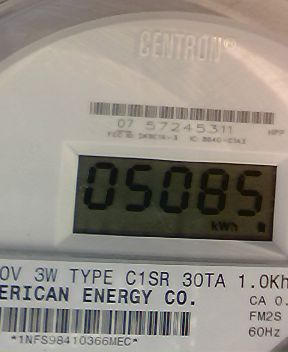 CENTRON®
07 57245311
05085
kWh
0V 3W TYPE C1SR 30TA 1.0Kh
ERICAN ENERGY CO.
CA 0.
FM2S
60Hz
*1NFS98410366MEC*